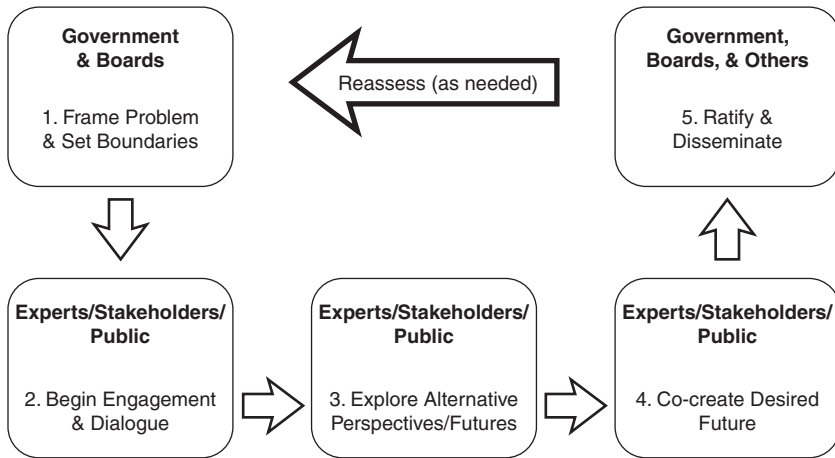 Government
& Boards
1. Frame Problem
& Set Boundaries
Reassess (as needed)
Government,
Boards, & Others
5. Ratify &
Disseminate
Experts/Stakeholders/
Public
2. Begin Engagement
& Dialogue
Experts/Stakeholders/
Public
3. Explore Alternative
Perspectives/Futures
Experts/Stakeholders/
Public
4. Co-create Desired
Future